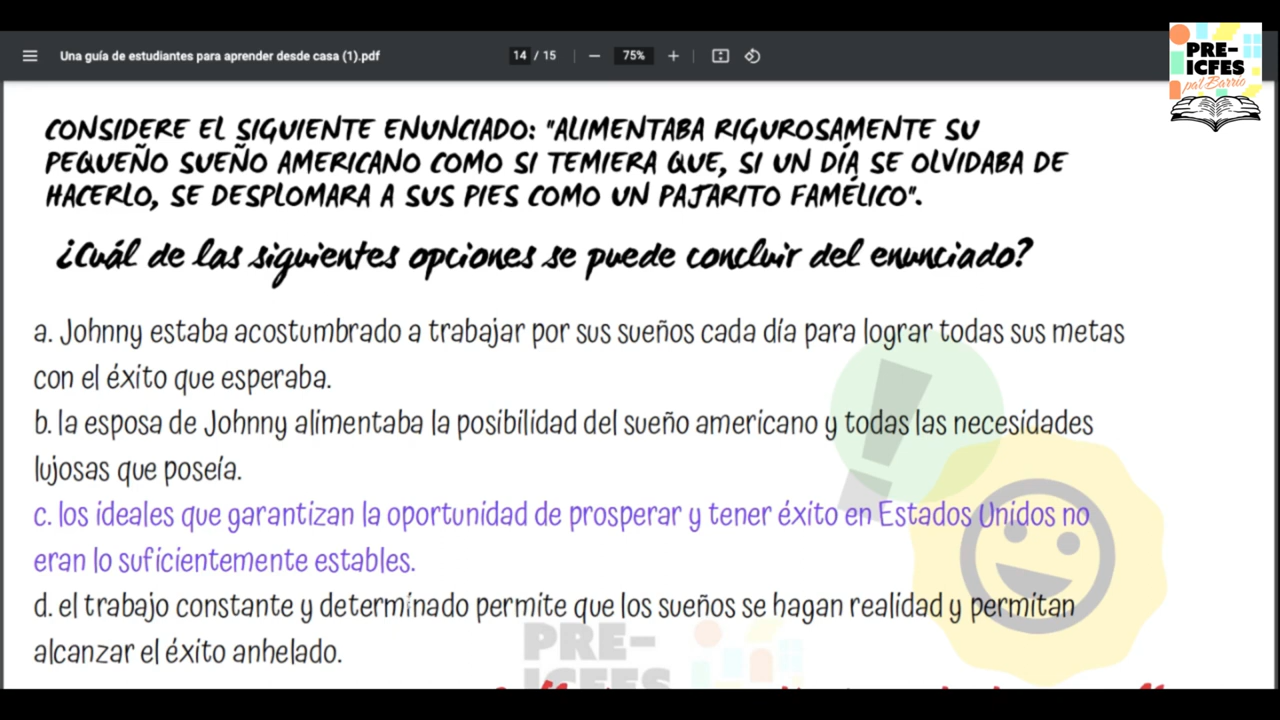 Una guía de estudiantes para aprender desde casa (1).pdf
14 / 15
75%
PRE-
ICFES
pal Barrio
CONSIDERE EL SIGUIENTE ENUNCIADO: "ALIMENTABA RIGUROSAMENTE SU
PEQUEÑO SUEÑO AMERICANO COMO SI TEMIERA QUE, SI UN DÍA SE OLVIDABA DE
HACERLO, SE DESPLOMARA A SUS PIES COMO UN PAJARITO FAMÉLICO".
¿Cuál de las siguientes opciones se puede concluir del enunciado?
a. Johnny estaba acostumbrado a trabajar por sus sueños cada día para lograr todas sus metas
con el éxito que esperaba.
b. la esposa de Johnny alimentaba la posibilidad del sueño americano y todas las necesidades
lujosas que poseía.
c. los ideales que garantizan la oportunidad de prosperar y tener éxito en Estados Unidos no
eran lo suficientemente estables.
d. el trabajo constante y determinado permite que los sueños se hagan realidad y permitan
alcanzar el éxito anhelado.
PRE-
ICFES